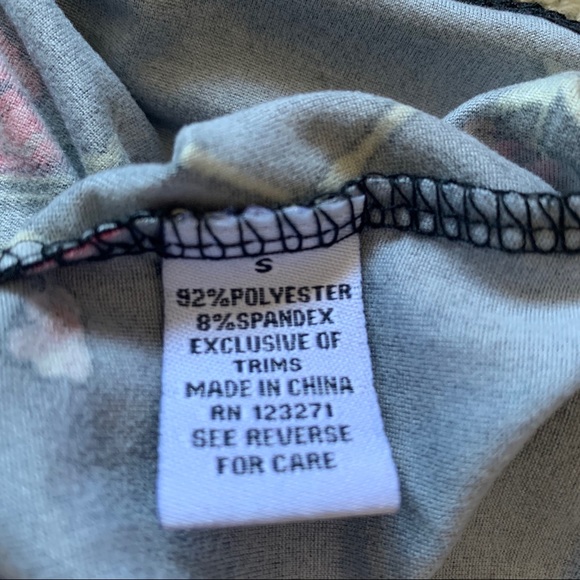 S
92%POLYESTER
8%SPANDEX
EXCLUSIVE OF
TRIMS
MADE IN CHINA
RN 123271
SEE REVERSE
FOR CARE